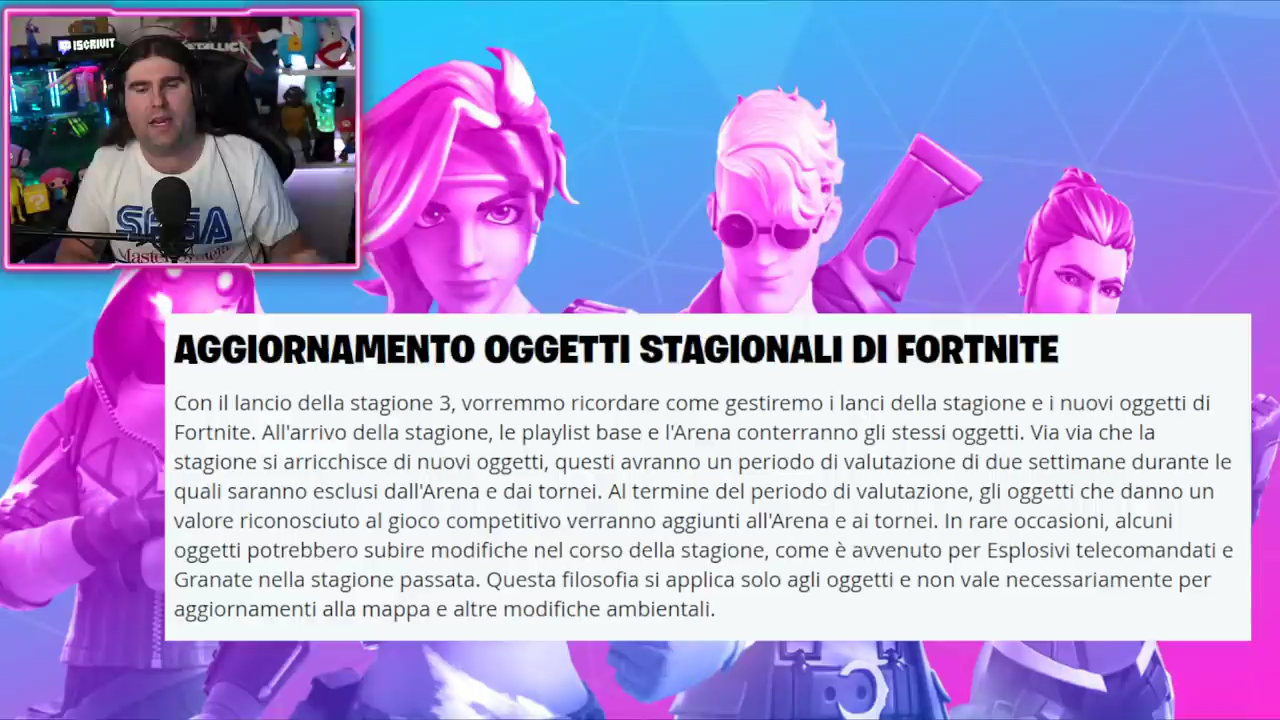 ISCRIVIT
METALLICA
SEGA
Master System
AGGIORNAMENTO OGGETTI STAGIONALI DI FORTNITE
Con il lancio della stagione 3, vorremmo ricordare come gestiremo i lanci della stagione e i nuovi oggetti di
Fortnite. All'arrivo della stagione, le playlist base e l'Arena conterranno gli stessi oggetti. Via via che la
stagione si arricchisce di nuovi oggetti, questi avranno un periodo di valutazione di due settimane durante le
quali saranno esclusi dall'Arena e dai tornei. Al termine del periodo di valutazione, gli oggetti che danno un
valore riconosciuto al gioco competitivo verranno aggiunti all'Arena e ai tornei. In rare occasioni, alcuni
oggetti potrebbero subire modifiche nel corso della stagione, come è avvenuto per Esplosivi telecomandati e
Granate nella stagione passata. Questa filosofia si applica solo agli oggetti e non vale necessariamente per
aggiornamenti alla mappa e altre modifiche ambientali.